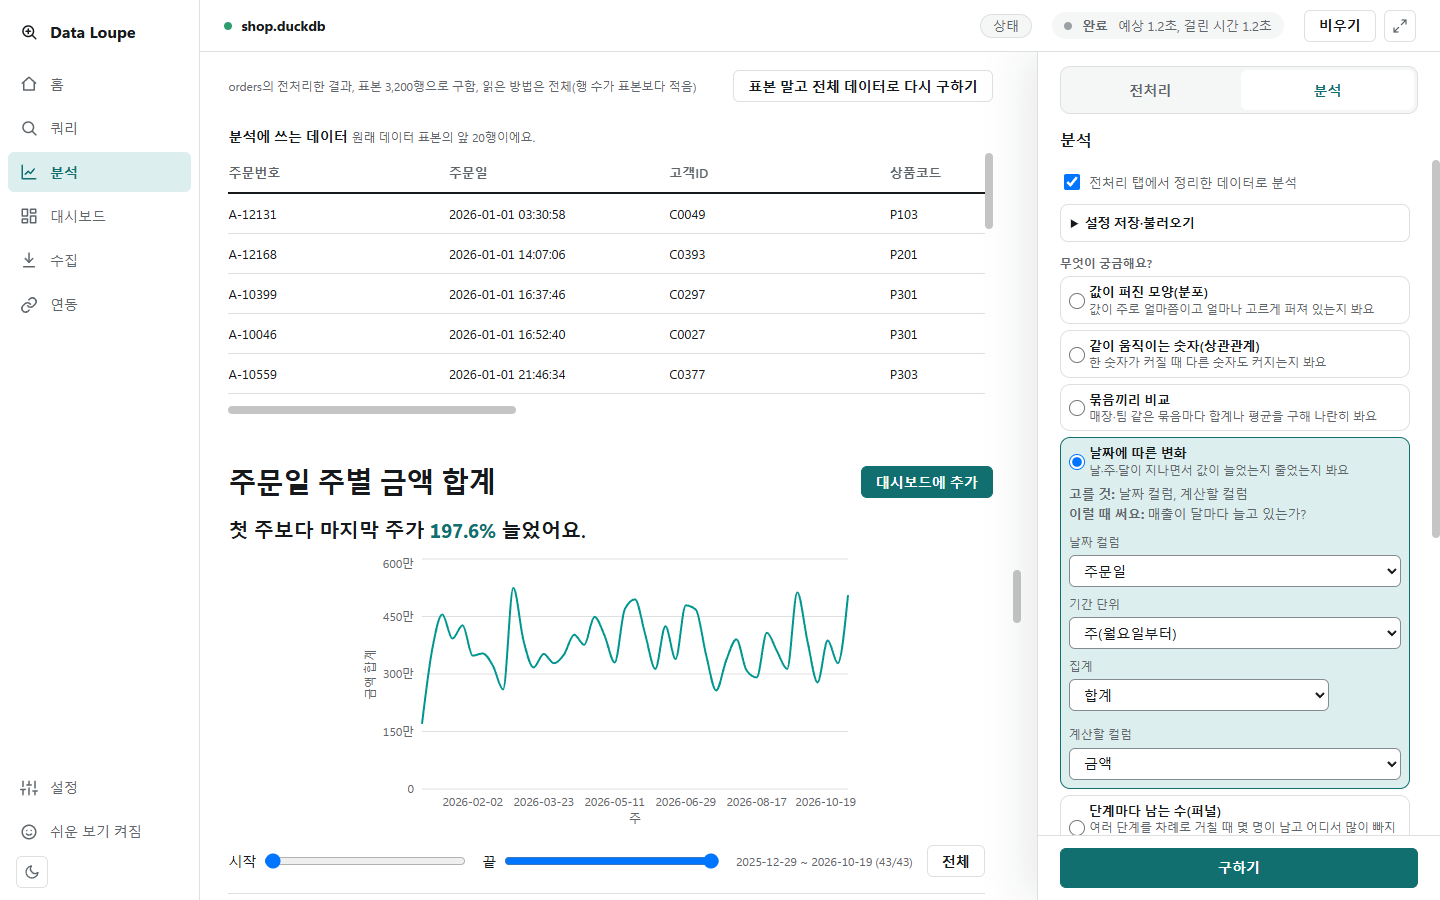 Data Loupe
홈
쿼리
분석
대시보드
수집
연동
설정
쉬운 보기 켜짐
shop.duckdb
상태
완료 예상 1.2초, 걸린 시간 1.2초
비우기
orders의 전처리한 결과, 표본 3,200행으로 구함, 읽은 방법은 전체(행 수가 표본보다 적음)
표본 말고 전체 데이터로 다시 구하기
분석에 쓰는 데이터 원래 데이터 표본의 앞 20행이에요.
주문번호 주문일 고객ID 상품코드
A-12131 2026-01-01 03:30:58 C0049 P103
A-12168 2026-01-01 14:07:06 C0393 P201
A-10399 2026-01-01 16:37:46 C0297 P301
A-10046 2026-01-01 16:52:40 C0027 P301
A-10559 2026-01-01 21:46:34 C0377 P303
주문일 주별 금액 합계
대시보드에 추가
첫 주보다 마지막 주가 197.6% 늘었어요.
금액 합계
600만
450만
300만
150만
0
2026-02-02 2026-03-23 2026-05-11 2026-06-29 2026-08-17 2026-10-19
주
시작 끝 2025-12-29 ~ 2026-10-19 (43/43) 전체
전처리 분석
분석
전처리 탭에서 정리한 데이터로 분석
▶ 설정 저장·불러오기
무엇이 궁금해요?
값이 퍼진 모양(분포)
값이 주로 얼마쯤이고 얼마나 고르게 퍼져 있는지 봐요
같이 움직이는 숫자(상관관계)
한 숫자가 커질 때 다른 숫자도 커지는지 봐요
묶음끼리 비교
매장·팀 같은 묶음마다 합계나 평균을 구해 나란히 봐요
날짜에 따른 변화
날·주·달이 지나면서 값이 늘었는지 줄었는지 봐요
고를 것: 날짜 컬럼, 계산할 컬럼
이럴 때 써요: 매출이 달마다 늘고 있는가?
날짜 컬럼
주문일
기간 단위
주(월요일부터)
집계
합계
계산할 컬럼
금액
단계마다 남는 수(퍼널)
여러 단계를 차례로 거칠 때 몇 명이 남고 어디서 많이 빠지
구하기